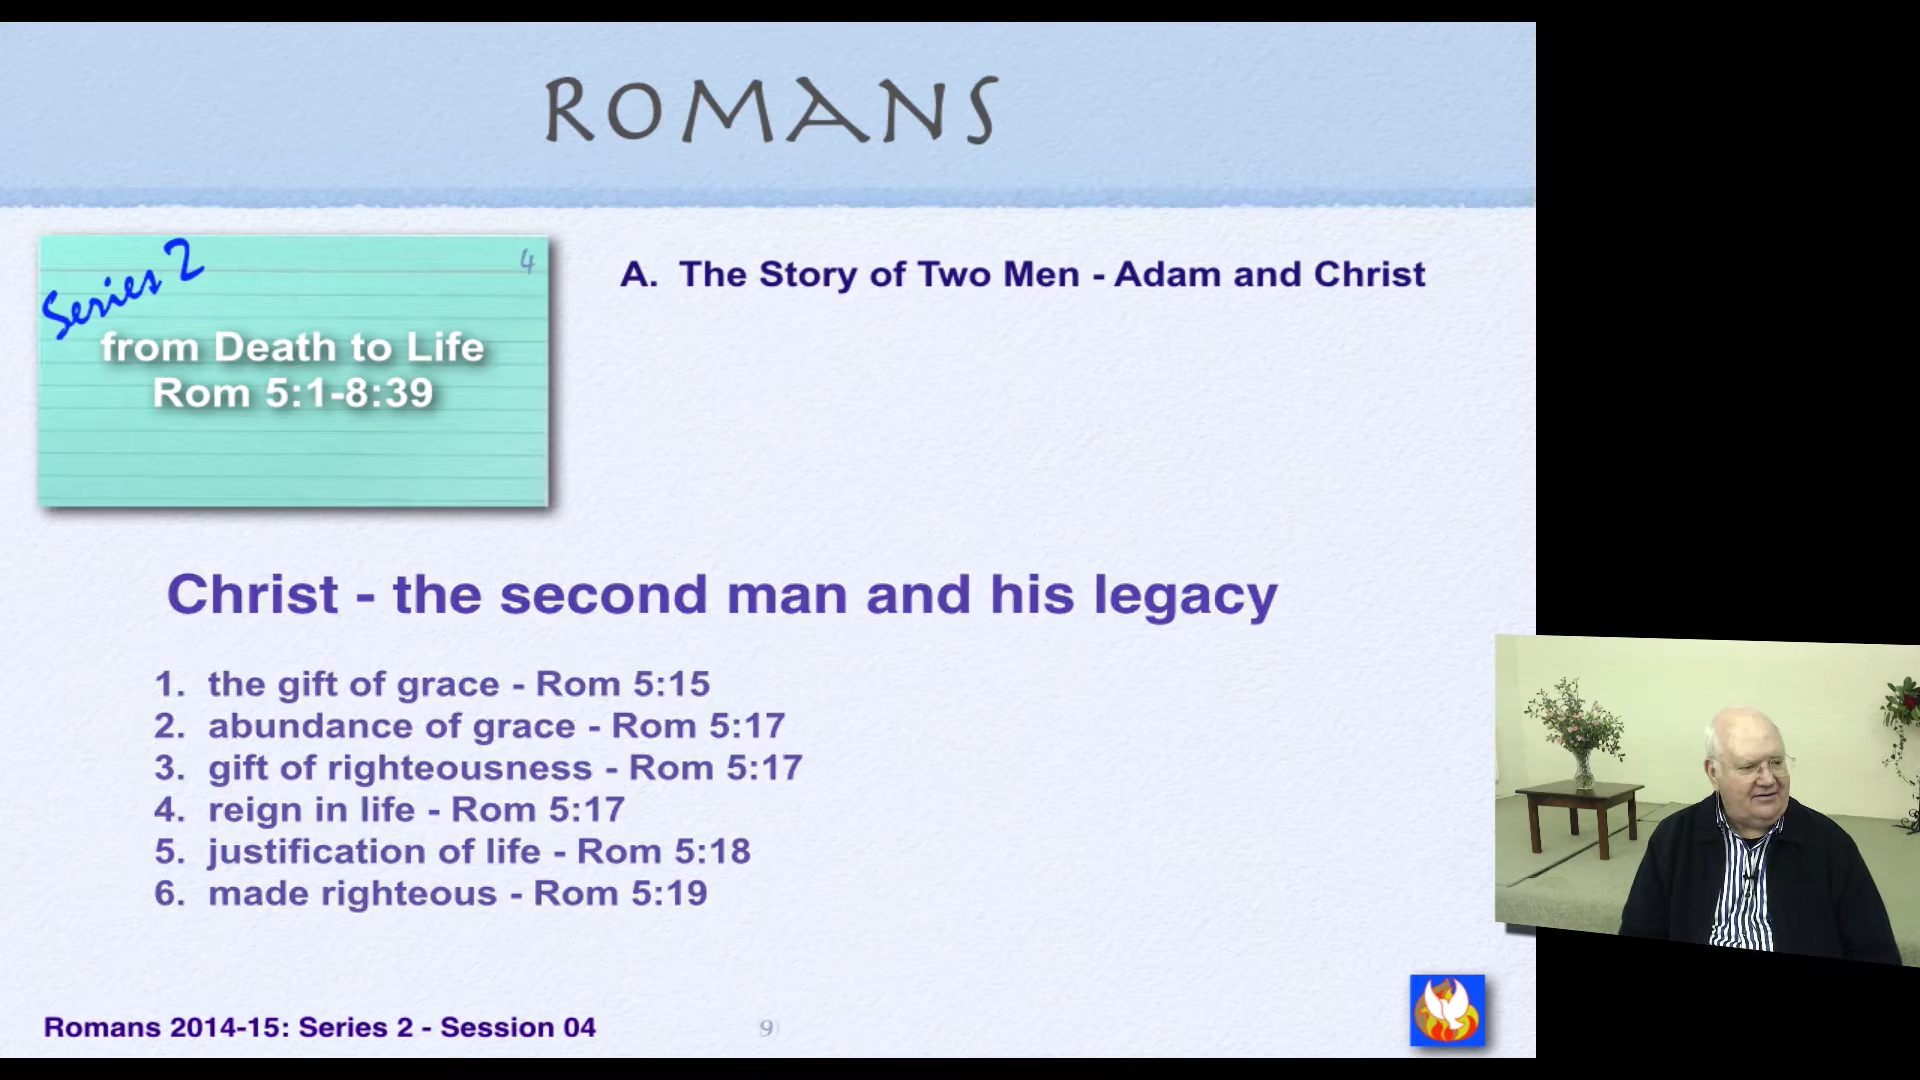 ROMANS
Series 2
4
from Death to Life
Rom 5:1-8:39
A. The Story of Two Men - Adam and Christ
Christ - the second man and his legacy
1. the gift of grace - Rom 5:15
2. abundance of grace - Rom 5:17
3. gift of righteousness - Rom 5:17
4. reign in life - Rom 5:17
5. justification of life - Rom 5:18
6. made righteous - Rom 5:19
Romans 2014-15: Series 2 - Session 04
9